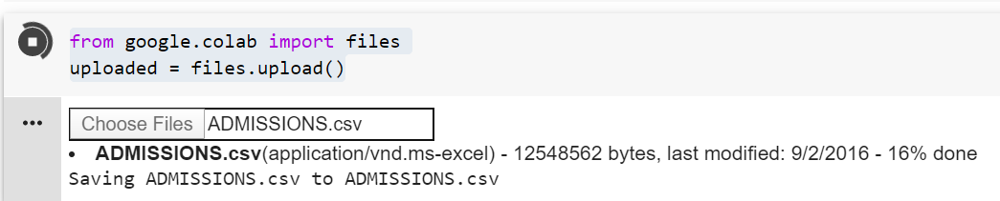 from google.colab import files
uploaded = files.upload()
Choose Files ADMISSIONS.csv
• ADMISSIONS.csv(application/vnd.ms-excel) - 12548562 bytes, last modified: 9/2/2016 - 16% done
Saving ADMISSIONS.csv to ADMISSIONS.csv